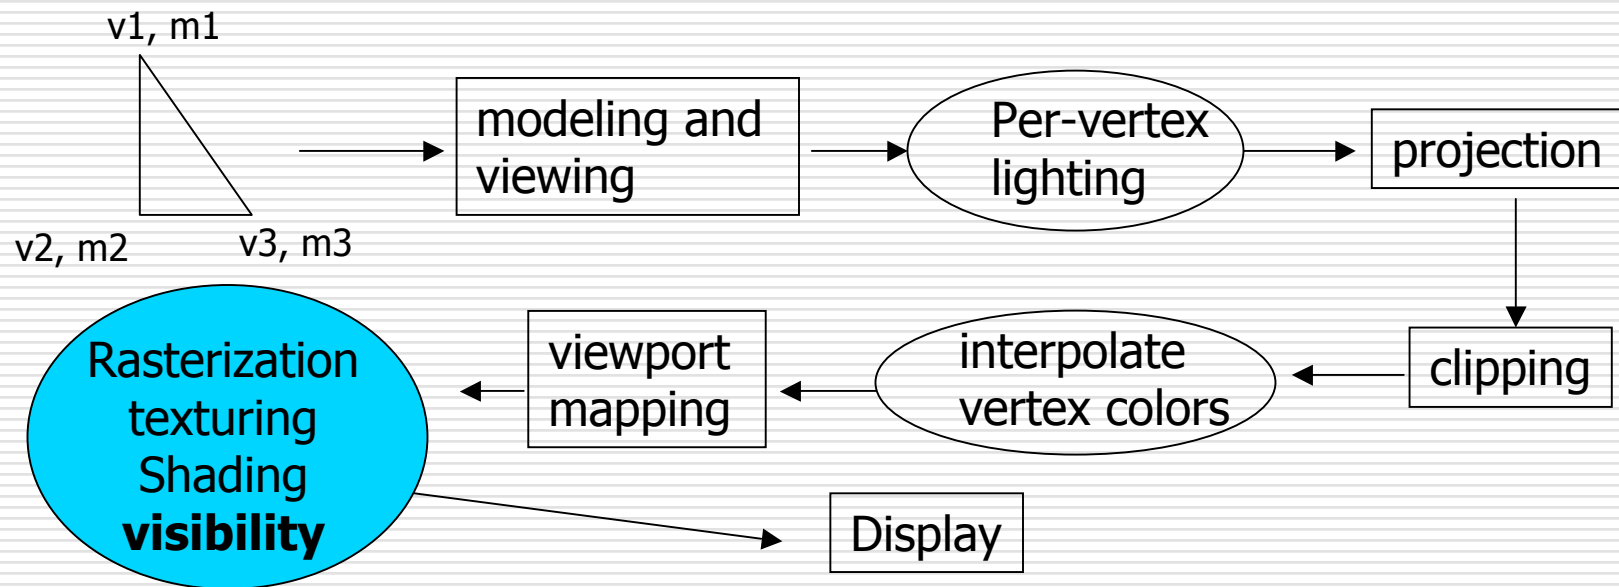 v1, m1
v2, m2
v3, m3
modeling and
viewing
Per-vertex
lighting
projection
clipping
interpolate
vertex colors
viewport
mapping
Rasterization
texturing
Shading
visibility
Display